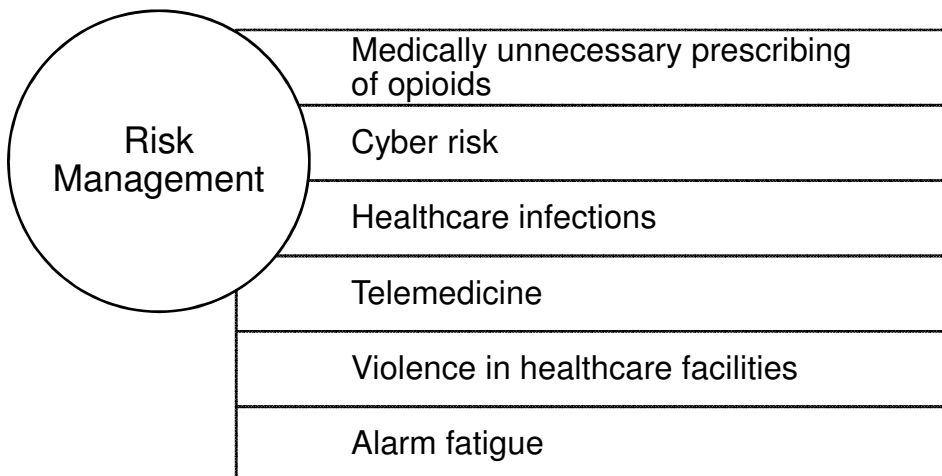 Risk
Management
Medically unnecessary prescribing
of opioids
Cyber risk
Healthcare infections
Telemedicine
Violence in healthcare facilities
Alarm fatigue